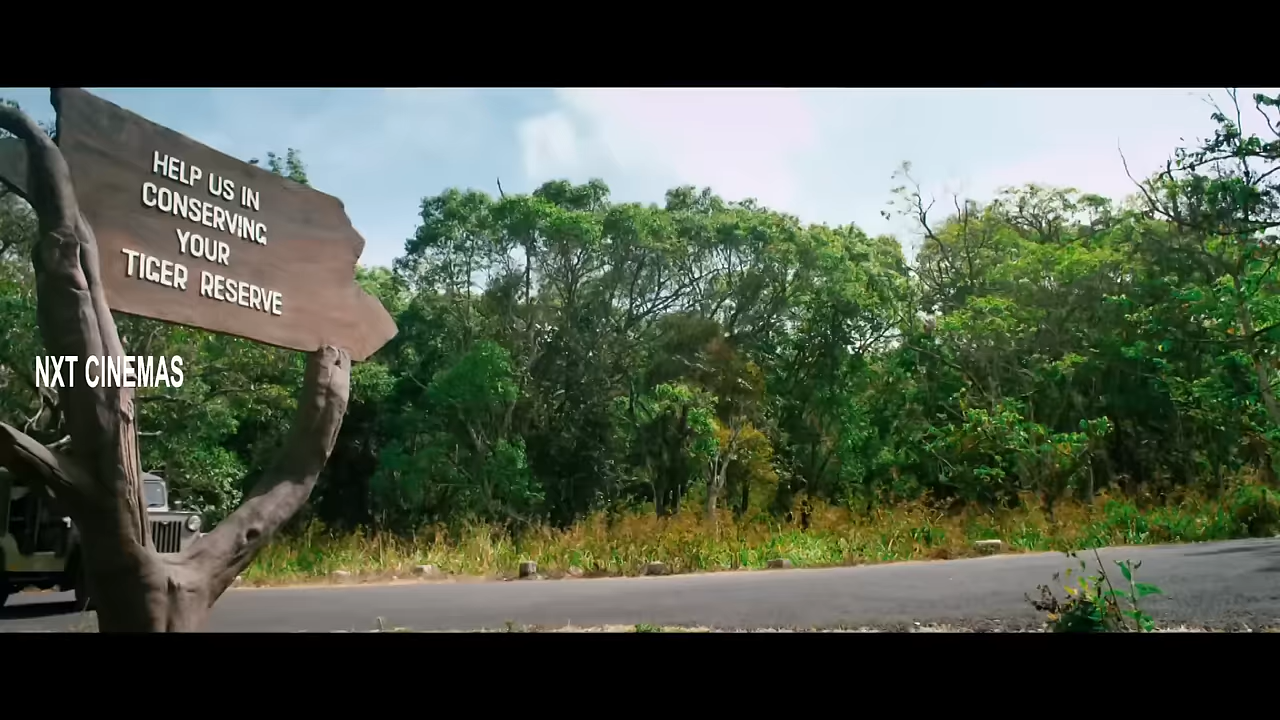 HELP US IN
CONSERVING
YOUR
TIGER RESERVE
NXT CINEMAS